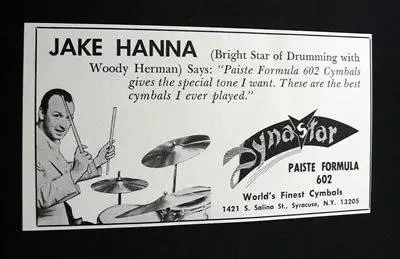 JAKE HANNA (Bright Star of Drumming with
Woody Herman) Says: "Paiste Formula 602 Cymbals
gives the special tone I want. These are the best
cymbals I ever played."
Dynastar
PAISTE FORMULA
602
World's Finest Cymbals
1421 S. Salina St., Syracuse, N.Y. 13205